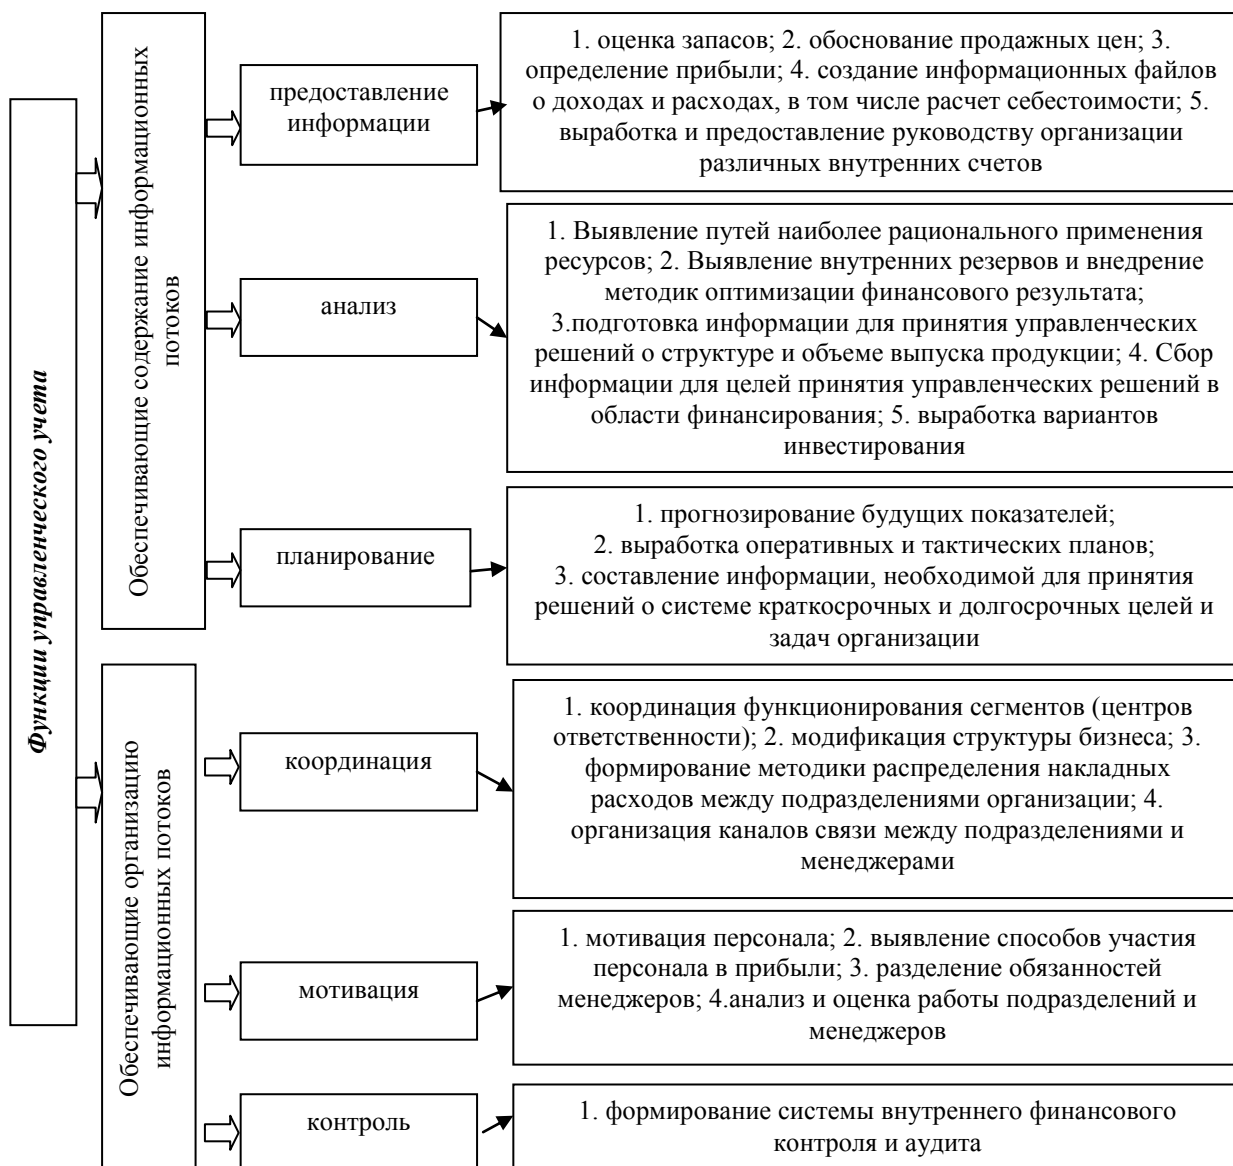 Функции управленческого учета
Обеспечивающие содержание информационных
потоков
предоставление
информации
1. оценка запасов; 2. обоснование продажных цен; 3.
определение прибыли; 4. создание информационных файлов
о доходах и расходах, в том числе расчет себестоимости; 5.
выработка и предоставление руководству организации
различных внутренних счетов
анализ
1. Выявление путей наиболее рационального применения
ресурсов; 2. Выявление внутренних резервов и внедрение
методик оптимизации финансового результата;
3.подготовка информации для принятия управленческих
решений о структуре и объеме выпуска продукции; 4. Сбор
информации для целей принятия управленческих решений в
области финансирования; 5. выработка вариантов
инвестирования
планирование
1. прогнозирование будущих показателей;
2. выработка оперативных и тактических планов;
3. составление информации, необходимой для принятия
решений о системе краткосрочных и долгосрочных целей и
задач организации
Обеспечивающие организацию
информационных потоков
координация
1. координация функционирования сегментов (центров
ответственности); 2. модификация структуры бизнеса; 3.
формирование методики распределения накладных
расходов между подразделениями организации; 4.
организация каналов связи между подразделениями и
менеджерами
мотивация
1. мотивация персонала; 2. выявление способов участия
персонала в прибыли; 3. разделение обязанностей
менеджеров; 4.анализ и оценка работы подразделений и
менеджеров
контроль
1. формирование системы внутреннего финансового
контроля и аудита